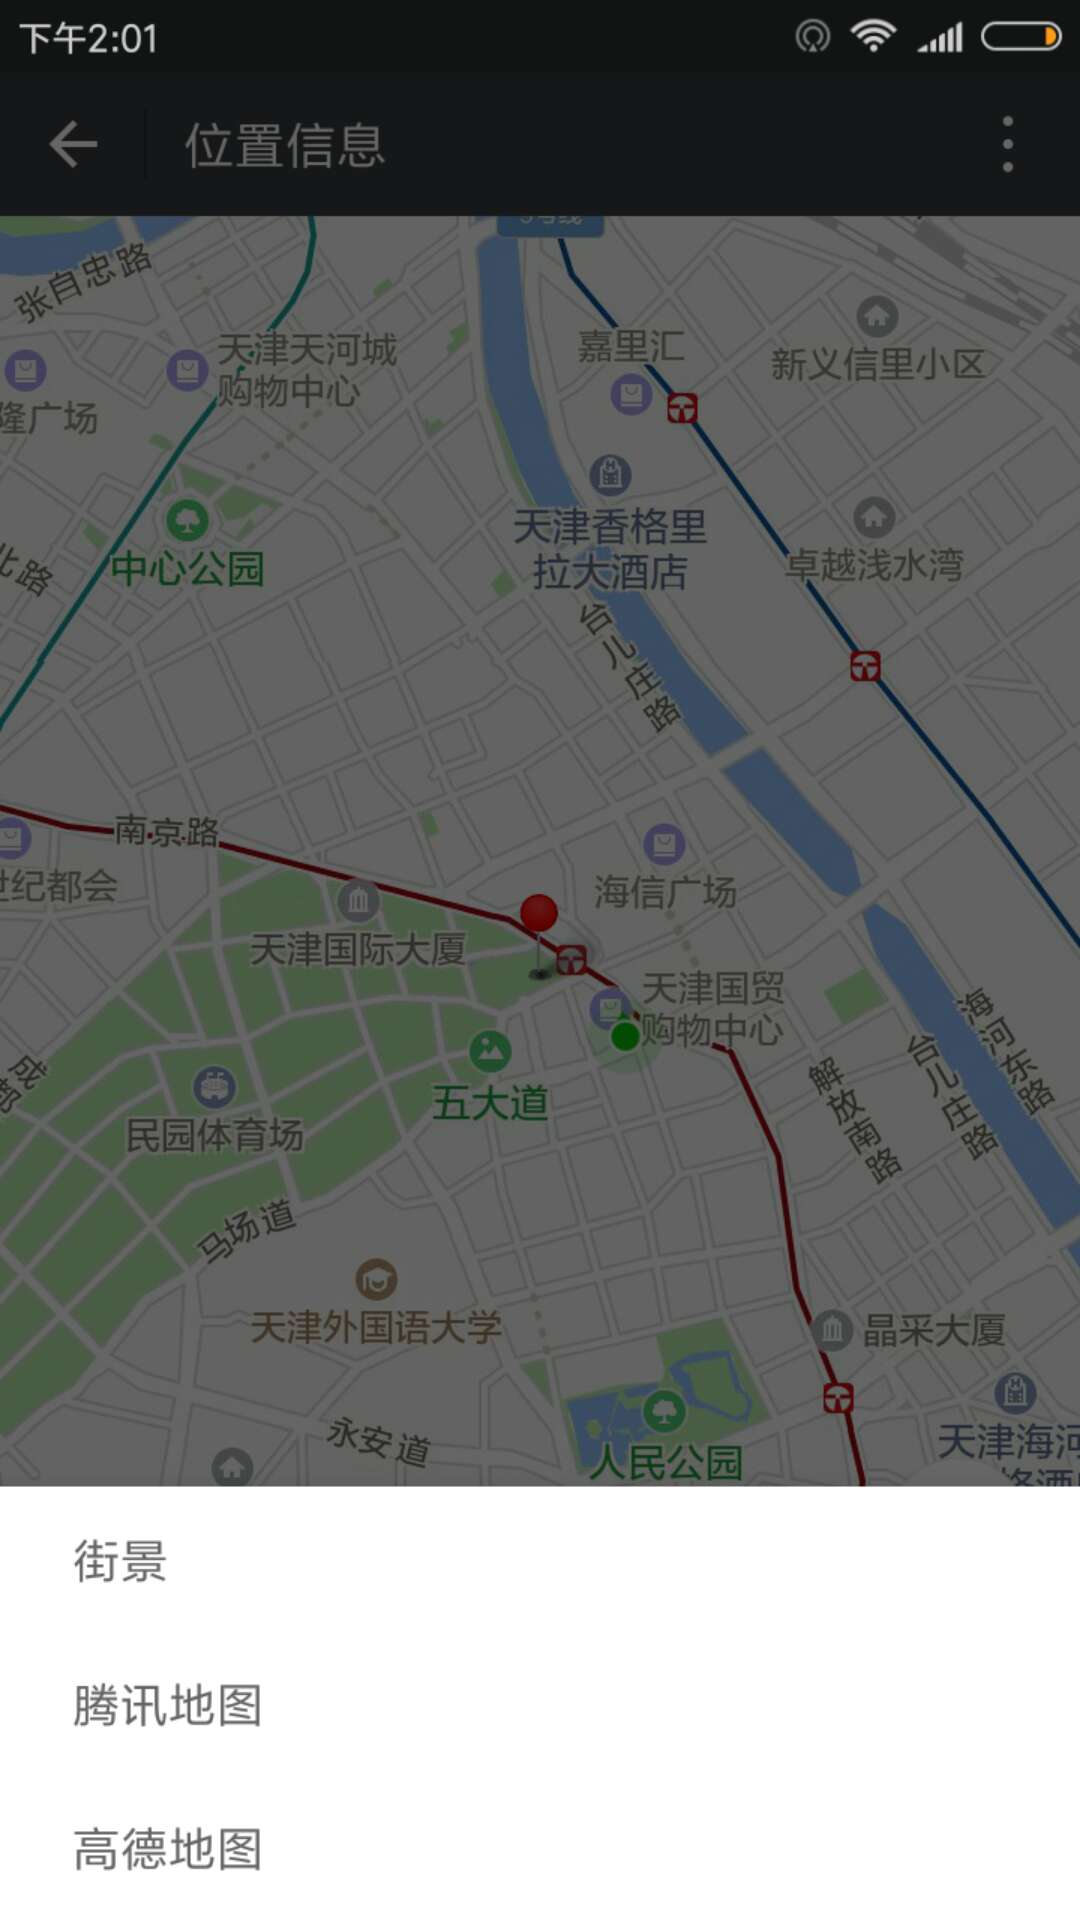 下午2:01
位置信息
张自忠路
天津天河城
购物中心
嘉里汇
新义信里小区
隆广场
天津香格里
拉大酒店
卓越浅水湾
中心公园
北路
台儿庄路
南京路
世纪都会
海信广场
天津国际大厦
天津国贸
购物中心
海河东路
台儿庄路
解放南路
成都
五大道
民园体育场
马场道
天津外国语大学
晶采大厦
永安道
人民公园
天津海河
街景
腾讯地图
高德地图